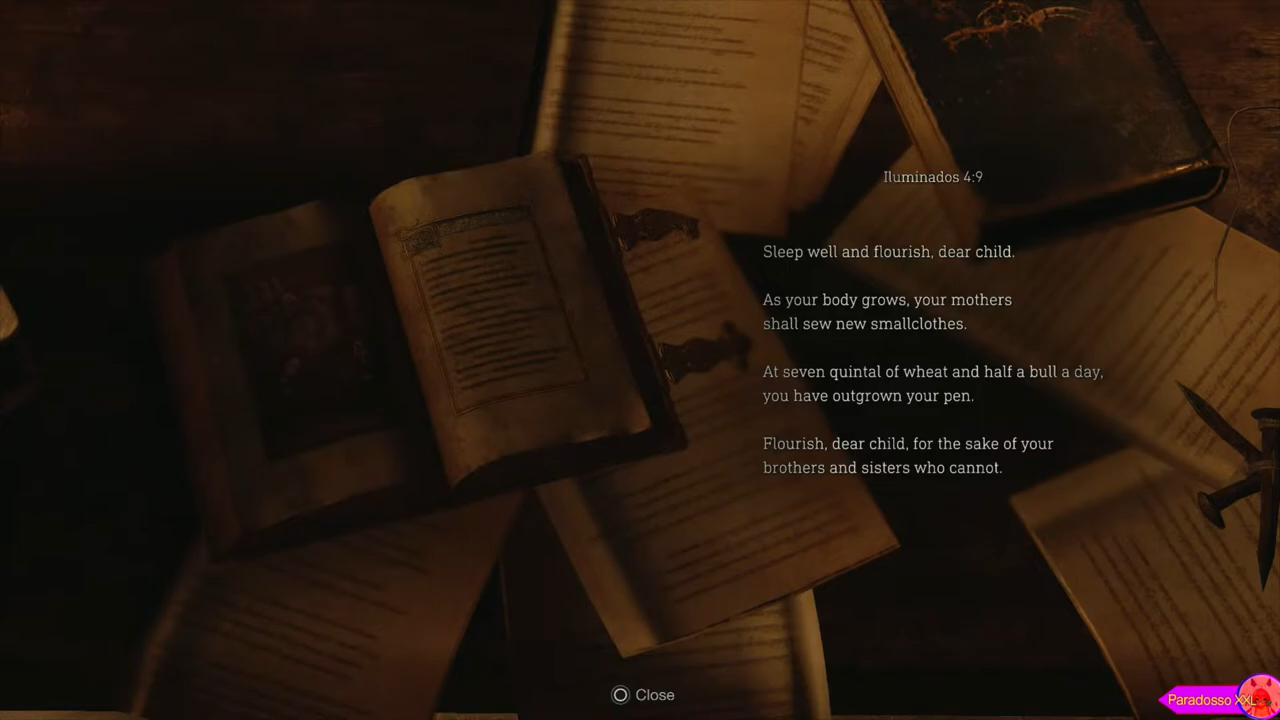 Iluminados 4:9
Sleep well and flourish, dear child.
As your body grows, your mothers
shall sew new smallclothes.
At seven quintal of wheat and half a bull a day,
you have outgrown your pen.
Flourish, dear child, for the sake of your
brothers and sisters who cannot.
Close
Paradosso XXL